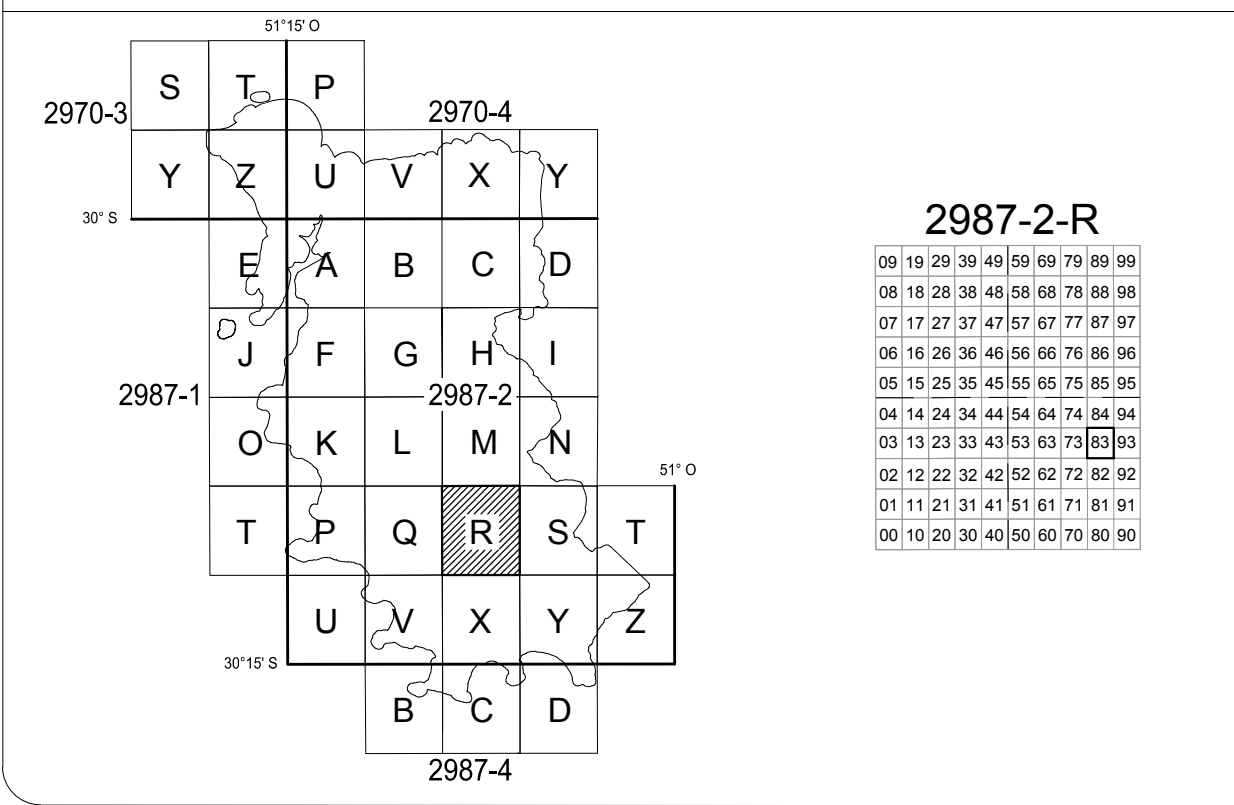 51°15' O
S T P
2970-3
2970-4
Y Z U V X Y
30° S
E A B C D
J F G H I
2987-1
2987-2
O K L M N
51° O
T P Q R S T
U V X Y Z
30°15' S
B C D
2987-4
2987-2-R
09 19 29 39 49 59 69 79 89 99
08 18 28 38 48 58 68 78 88 98
07 17 27 37 47 57 67 77 87 97
06 16 26 36 46 56 66 76 86 96
05 15 25 35 45 55 65 75 85 95
04 14 24 34 44 54 64 74 84 94
03 13 23 33 43 53 63 73 83 93
02 12 22 32 42 52 62 72 82 92
01 11 21 31 41 51 61 71 81 91
00 10 20 30 40 50 60 70 80 90